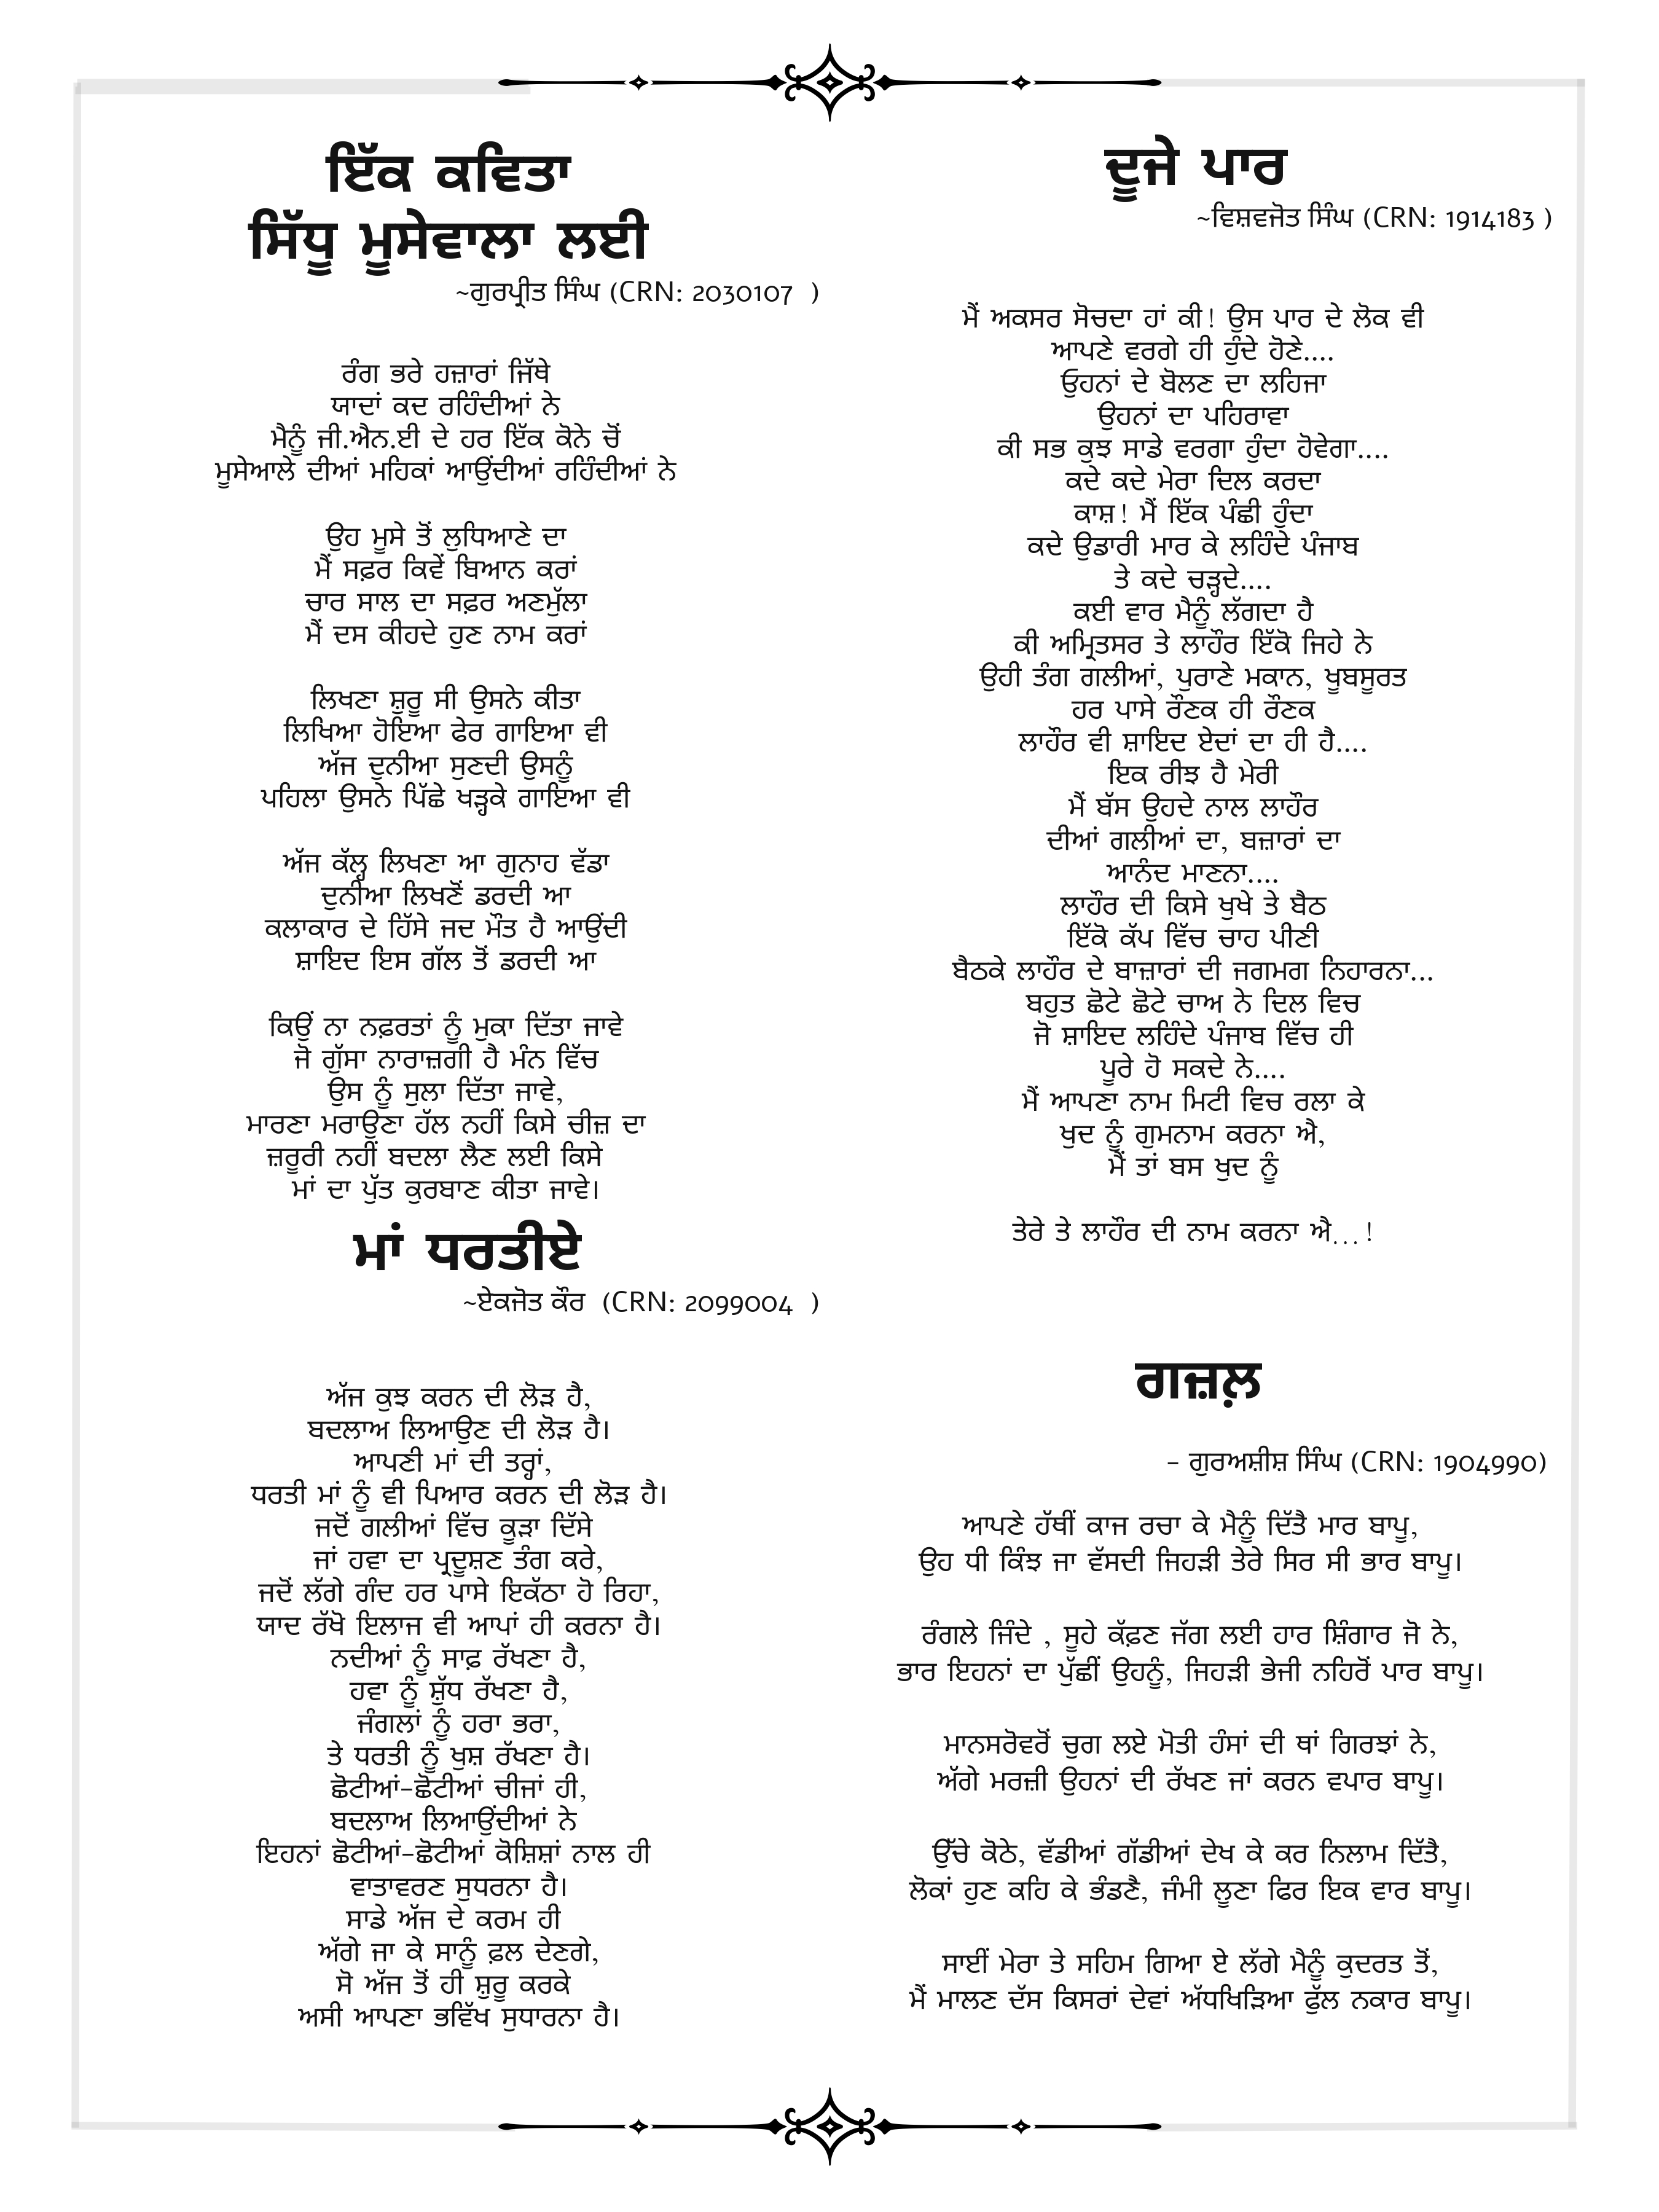 ਇੱਕ ਕਵਿਤਾ
ਸਿੱਧੂ ਮੂਸੇਵਾਲਾ ਲਈ
~ਗੁਰਪ੍ਰੀਤ ਸਿੰਘ (CRN: 2030107 )
ਰੰਗ ਭਰੇ ਹਜ਼ਾਰਾਂ ਜਿੱਥੇ
ਯਾਦਾਂ ਕਦ ਰਹਿੰਦੀਆਂ ਨੇ
ਮੈਨੂੰ ਜੀ.ਐਨ.ਈ ਦੇ ਹਰ ਇੱਕ ਕੋਨੇ ਚੋਂ
ਮੂਸੇਆਲੇ ਦੀਆਂ ਮਹਿਕਾਂ ਆਉਂਦੀਆਂ ਰਹਿੰਦੀਆਂ ਨੇ
ਉਹ ਮੂਸੇ ਤੋਂ ਲੁਧਿਆਣੇ ਦਾ
ਮੈਂ ਸਫ਼ਰ ਕਿਵੇਂ ਬਿਆਨ ਕਰਾਂ
ਚਾਰ ਸਾਲ ਦਾ ਸਫ਼ਰ ਅਣਮੁੱਲਾ
ਮੈਂ ਦਸ ਕੀਹਦੇ ਹੁਣ ਨਾਮ ਕਰਾਂ
ਲਿਖਣਾ ਸ਼ੁਰੂ ਸੀ ਉਸਨੇ ਕੀਤਾ
ਲਿਖਿਆ ਹੋਇਆ ਫੇਰ ਗਾਇਆ ਵੀ
ਅੱਜ ਦੁਨੀਆ ਸੁਣਦੀ ਉਸਨੂੰ
ਪਹਿਲਾ ਉਸਨੇ ਪਿੱਛੇ ਖੜ੍ਹਕੇ ਗਾਇਆ ਵੀ
ਅੱਜ ਕੱਲ੍ਹ ਲਿਖਣਾ ਆ ਗੁਨਾਹ ਵੱਡਾ
ਦੁਨੀਆ ਲਿਖਣੋਂ ਡਰਦੀ ਆ
ਕਲਾਕਾਰ ਦੇ ਹਿੱਸੇ ਜਦ ਮੌਤ ਹੈ ਆਉਂਦੀ
ਸ਼ਾਇਦ ਇਸ ਗੱਲ ਤੋਂ ਡਰਦੀ ਆ
ਕਿਉਂ ਨਾ ਨਫ਼ਰਤਾਂ ਨੂੰ ਮੁਕਾ ਦਿੱਤਾ ਜਾਵੇ
ਜੋ ਗੁੱਸਾ ਨਾਰਾਜ਼ਗੀ ਹੈ ਮੰਨ ਵਿੱਚ
ਉਸ ਨੂੰ ਸੁਲਾ ਦਿੱਤਾ ਜਾਵੇ,
ਮਾਰਣਾ ਮਰਾਉਣਾ ਹੱਲ ਨਹੀਂ ਕਿਸੇ ਚੀਜ਼ ਦਾ
ਜ਼ਰੂਰੀ ਨਹੀਂ ਬਦਲਾ ਲੈਣ ਲਈ ਕਿਸੇ
ਮਾਂ ਦਾ ਪੁੱਤ ਕੁਰਬਾਣ ਕੀਤਾ ਜਾਵੇ।
ਮਾਂ ਧਰਤੀਏ
~ਏਕਜੋਤ ਕੌਰ (CRN: 2099004 )
ਅੱਜ ਕੁਝ ਕਰਨ ਦੀ ਲੋੜ ਹੈ,
ਬਦਲਾਅ ਲਿਆਉਣ ਦੀ ਲੋੜ ਹੈ।
ਆਪਣੀ ਮਾਂ ਦੀ ਤਰ੍ਹਾਂ,
ਧਰਤੀ ਮਾਂ ਨੂੰ ਵੀ ਪਿਆਰ ਕਰਨ ਦੀ ਲੋੜ ਹੈ।
ਜਦੋਂ ਗਲੀਆਂ ਵਿੱਚ ਕੂੜਾ ਦਿੱਸੇ
ਜਾਂ ਹਵਾ ਦਾ ਪ੍ਰਦੂਸ਼ਣ ਤੰਗ ਕਰੇ,
ਜਦੋਂ ਲੱਗੇ ਗੰਦ ਹਰ ਪਾਸੇ ਇਕੱਠਾ ਹੋ ਰਿਹਾ,
ਯਾਦ ਰੱਖੋ ਇਲਾਜ ਵੀ ਆਪਾਂ ਹੀ ਕਰਨਾ ਹੈ।
ਨਦੀਆਂ ਨੂੰ ਸਾਫ਼ ਰੱਖਣਾ ਹੈ,
ਹਵਾ ਨੂੰ ਸ਼ੁੱਧ ਰੱਖਣਾ ਹੈ,
ਜੰਗਲਾਂ ਨੂੰ ਹਰਾ ਭਰਾ,
ਤੇ ਧਰਤੀ ਨੂੰ ਖੁਸ਼ ਰੱਖਣਾ ਹੈ।
ਛੋਟੀਆਂ-ਛੋਟੀਆਂ ਚੀਜਾਂ ਹੀ,
ਬਦਲਾਅ ਲਿਆਉਂਦੀਆਂ ਨੇ
ਇਹਨਾਂ ਛੋਟੀਆਂ-ਛੋਟੀਆਂ ਕੋਸ਼ਿਸ਼ਾਂ ਨਾਲ ਹੀ
ਵਾਤਾਵਰਣ ਸੁਧਰਨਾ ਹੈ।
ਸਾਡੇ ਅੱਜ ਦੇ ਕਰਮ ਹੀ
ਅੱਗੇ ਜਾ ਕੇ ਸਾਨੂੰ ਫ਼ਲ ਦੇਣਗੇ,
ਸੋ ਅੱਜ ਤੋਂ ਹੀ ਸ਼ੁਰੂ ਕਰਕੇ
ਅਸੀ ਆਪਣਾ ਭਵਿੱਖ ਸੁਧਾਰਨਾ ਹੈ।
ਦੂਜੇ ਪਾਰ
~ਵਿਸ਼ਵਜੋਤ ਸਿੰਘ (CRN: 1914183 )
ਮੈਂ ਅਕਸਰ ਸੋਚਦਾ ਹਾਂ ਕੀ! ਉਸ ਪਾਰ ਦੇ ਲੋਕ ਵੀ
ਆਪਣੇ ਵਰਗੇ ਹੀ ਹੁੰਦੇ ਹੋਣੇ....
ਓੁਹਨਾਂ ਦੇ ਬੋਲਣ ਦਾ ਲਹਿਜਾ
ਉਹਨਾਂ ਦਾ ਪਹਿਰਾਵਾ
ਕੀ ਸਭ ਕੁਝ ਸਾਡੇ ਵਰਗਾ ਹੁੰਦਾ ਹੋਵੇਗਾ....
ਕਦੇ ਕਦੇ ਮੇਰਾ ਦਿਲ ਕਰਦਾ
ਕਾਸ਼! ਮੈਂ ਇੱਕ ਪੰਛੀ ਹੁੰਦਾ
ਕਦੇ ਉਡਾਰੀ ਮਾਰ ਕੇ ਲਹਿੰਦੇ ਪੰਜਾਬ
ਤੇ ਕਦੇ ਚੜ੍ਹਦੇ....
ਕਈ ਵਾਰ ਮੈਨੂੰ ਲੱਗਦਾ ਹੈ
ਕੀ ਅਮ੍ਰਿਤਸਰ ਤੇ ਲਾਹੌਰ ਇੱਕੋ ਜਿਹੇ ਨੇ
ਉਹੀ ਤੰਗ ਗਲੀਆਂ, ਪੁਰਾਣੇ ਮਕਾਨ, ਖੂਬਸੂਰਤ
ਹਰ ਪਾਸੇ ਰੌਣਕ ਹੀ ਰੌਣਕ
ਲਾਹੌਰ ਵੀ ਸ਼ਾਇਦ ਏਦਾਂ ਦਾ ਹੀ ਹੈ....
ਇਕ ਰੀਝ ਹੈ ਮੇਰੀ
ਮੈਂ ਬੱਸ ਉਹਦੇ ਨਾਲ ਲਾਹੌਰ
ਦੀਆਂ ਗਲੀਆਂ ਦਾ, ਬਜ਼ਾਰਾਂ ਦਾ
ਆਨੰਦ ਮਾਣਨਾ....
ਲਾਹੌਰ ਦੀ ਕਿਸੇ ਖੁਖੇ ਤੇ ਬੈਠ
ਇੱਕੋ ਕੱਪ ਵਿੱਚ ਚਾਹ ਪੀਣੀ
ਬੈਠਕੇ ਲਾਹੌਰ ਦੇ ਬਾਜ਼ਾਰਾਂ ਦੀ ਜਗਮਗ ਨਿਹਾਰਨਾ...
ਬਹੁਤ ਛੋਟੇ ਛੋਟੇ ਚਾਅ ਨੇ ਦਿਲ ਵਿਚ
ਜੋ ਸ਼ਾਇਦ ਲਹਿੰਦੇ ਪੰਜਾਬ ਵਿੱਚ ਹੀ
ਪੂਰੇ ਹੋ ਸਕਦੇ ਨੇ....
ਮੈਂ ਆਪਣਾ ਨਾਮ ਮਿਟੀ ਵਿਚ ਰਲਾ ਕੇ
ਖੁਦ ਨੂੰ ਗੁਮਨਾਮ ਕਰਨਾ ਐ,
ਮੈਂ ਤਾਂ ਬਸ ਖੁਦ ਨੂੰ
ਤੇਰੇ ਤੇ ਲਾਹੌਰ ਦੀ ਨਾਮ ਕਰਨਾ ਐ...!
ਗਜ਼ਲ਼
- ਗੁਰਅਸ਼ੀਸ਼ ਸਿੰਘ (CRN: 1904990)
ਆਪਣੇ ਹੱਥੀਂ ਕਾਜ ਰਚਾ ਕੇ ਮੈਨੂੰ ਦਿੱਤੈ ਮਾਰ ਬਾਪੂ,
ਉਹ ਧੀ ਕਿੰਝ ਜਾ ਵੱਸਦੀ ਜਿਹੜੀ ਤੇਰੇ ਸਿਰ ਸੀ ਭਾਰ ਬਾਪੂ।
ਰੰਗਲੇ ਜਿੰਦੇ , ਸੂਹੇ ਕੱਫ਼ਣ ਜੱਗ ਲਈ ਹਾਰ ਸ਼ਿੰਗਾਰ ਜੋ ਨੇ,
ਭਾਰ ਇਹਨਾਂ ਦਾ ਪੁੱਛੀਂ ਉਹਨੂੰ, ਜਿਹੜੀ ਭੇਜੀ ਨਹਿਰੋਂ ਪਾਰ ਬਾਪੂ।
ਮਾਨਸਰੋਵਰੋਂ ਚੁਗ ਲਏ ਮੋਤੀ ਹੰਸਾਂ ਦੀ ਥਾਂ ਗਿਰਝਾਂ ਨੇ,
ਅੱਗੇ ਮਰਜ਼ੀ ਉਹਨਾਂ ਦੀ ਰੱਖਣ ਜਾਂ ਕਰਨ ਵਪਾਰ ਬਾਪੂ।
ਉੱਚੇ ਕੋਠੇ, ਵੱਡੀਆਂ ਗੱਡੀਆਂ ਦੇਖ ਕੇ ਕਰ ਨਿਲਾਮ ਦਿੱਤੈ,
ਲੋਕਾਂ ਹੁਣ ਕਹਿ ਕੇ ਭੰਡਣੈ, ਜੰਮੀ ਲੂਣਾ ਫਿਰ ਇਕ ਵਾਰ ਬਾਪੂ।
ਸਾਈਂ ਮੇਰਾ ਤੇ ਸਹਿਮ ਗਿਆ ਏ ਲੱਗੇ ਮੈਨੂੰ ਕੁਦਰਤ ਤੋਂ,
ਮੈਂ ਮਾਲਣ ਦੱਸ ਕਿਸਰਾਂ ਦੇਵਾਂ ਅੱਧਖਿੜਿਆ ਫੁੱਲ ਨਕਾਰ ਬਾਪੂ।